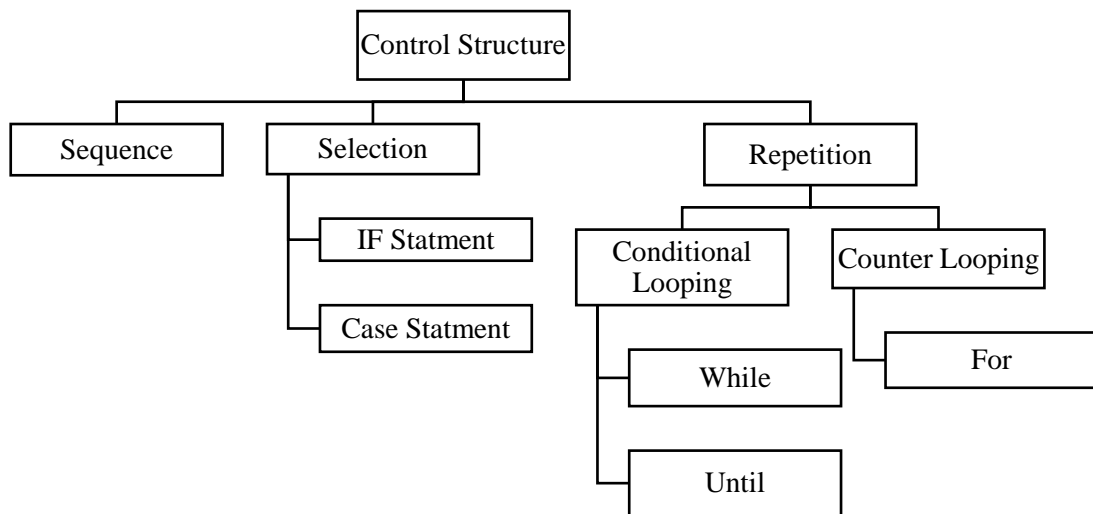 Control Structure
Sequence
Selection
Repetition
IF Statment
Case Statment
Conditional
Looping
Counter Looping
While
For
Until